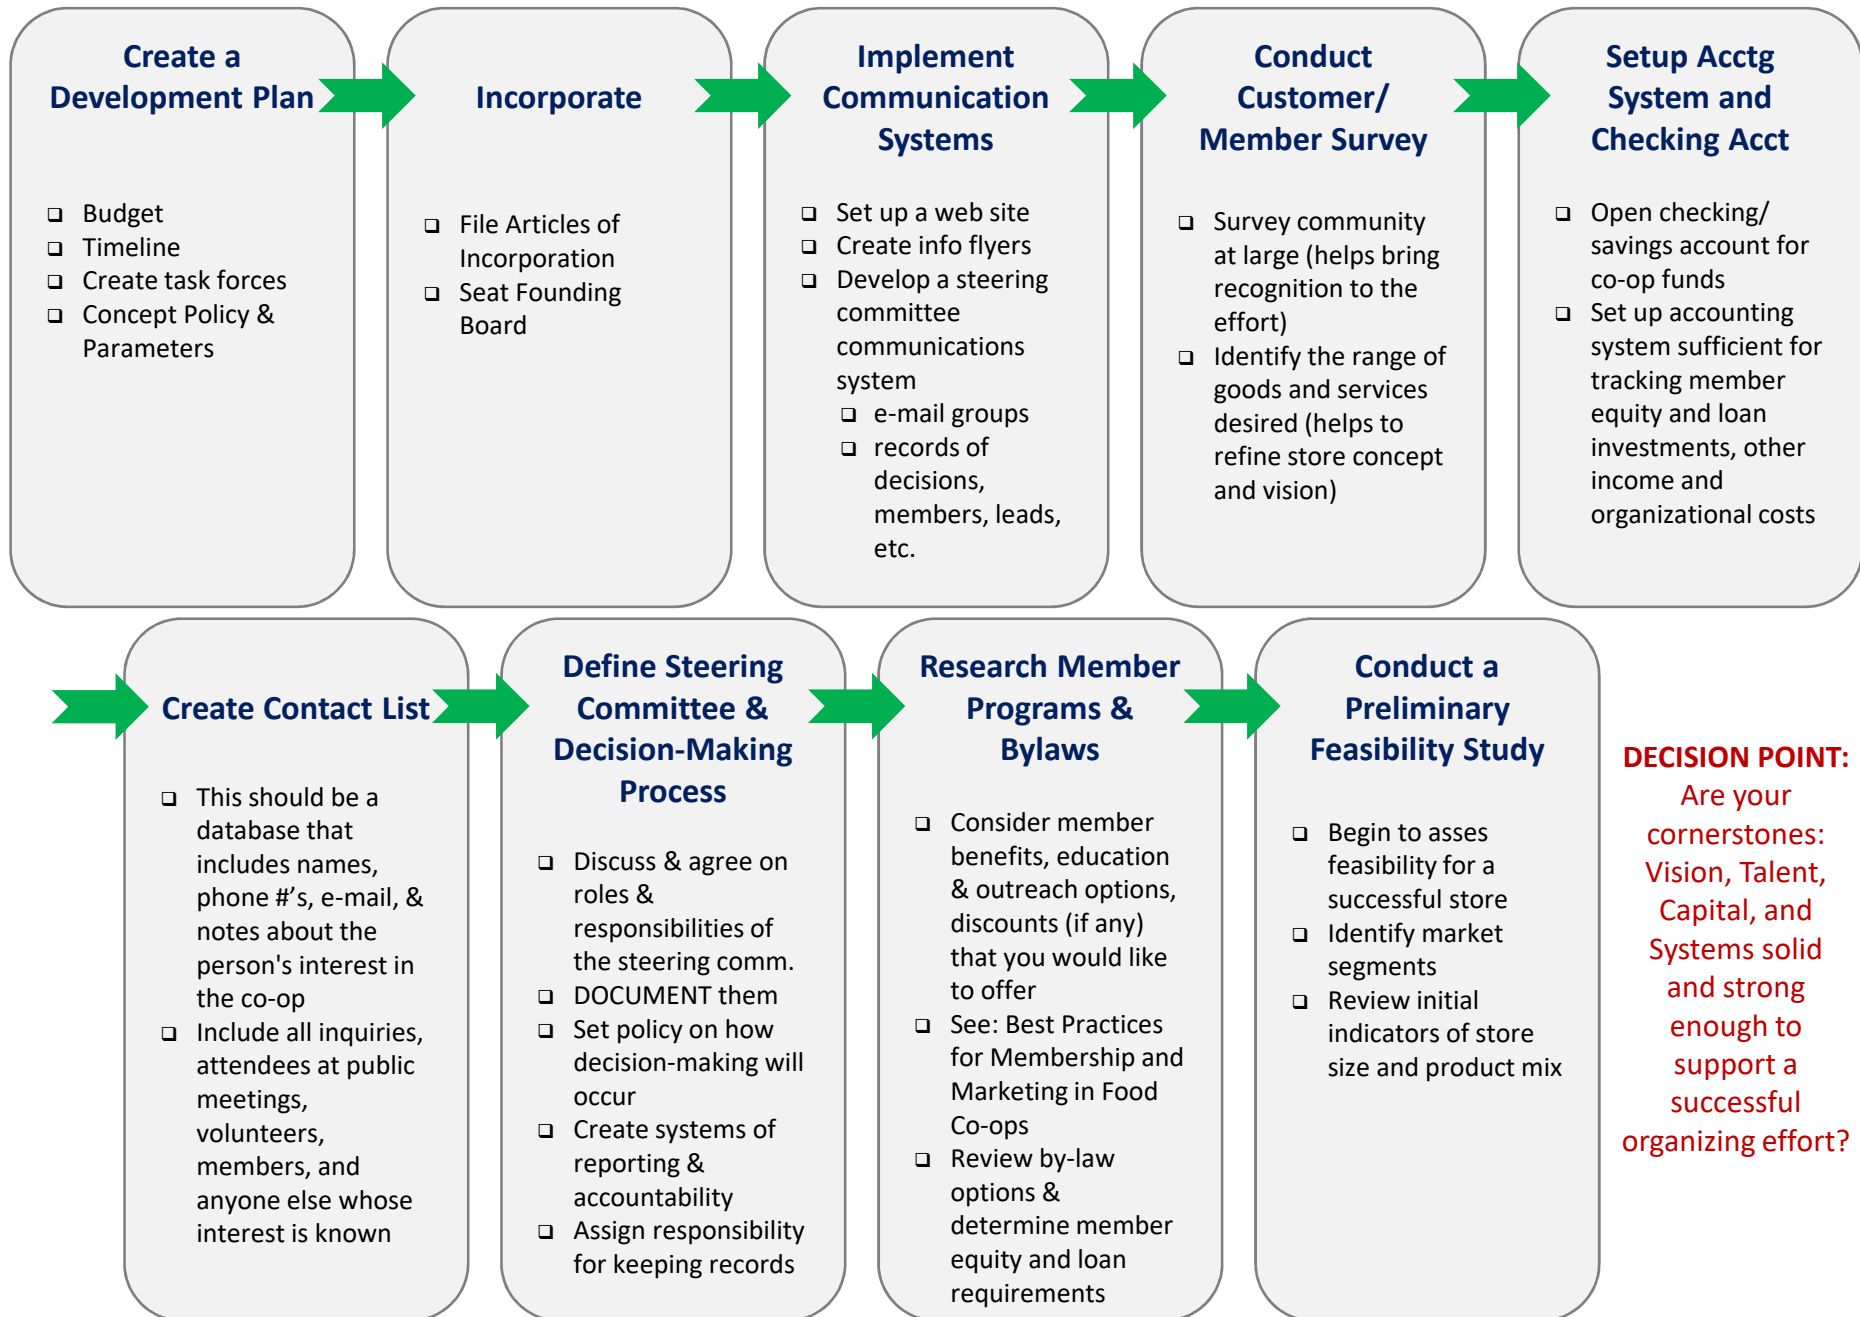 Create a
Development Plan
❑ Budget
❑ Timeline
❑ Create task forces
❑ Concept Policy &
Parameters
Incorporate
❑ File Articles of
Incorporation
❑ Seat Founding
Board
Implement
Communication
Systems
❑ Set up a web site
❑ Create info flyers
❑ Develop a steering
committee
communications
system
❑ e-mail groups
❑ records of
decisions,
members, leads,
etc.
Conduct
Customer/
Member Survey
❑ Survey community
at large (helps bring
recognition to the
effort)
❑ Identify the range of
goods and services
desired (helps to
refine store concept
and vision)
Setup Acctg
System and
Checking Acct
❑ Open checking/
savings account for
co-op funds
❑ Set up accounting
system sufficient for
tracking member
equity and loan
investments, other
income and
organizational costs
Create Contact List
❑ This should be a
database that
includes names,
phone #'s, e-mail, &
notes about the
person's interest in
the co-op
❑ Include all inquiries,
attendees at public
meetings,
volunteers,
members, and
anyone else whose
interest is known
Define Steering
Committee &
Decision-Making
Process
❑ Discuss & agree on
roles &
responsibilities of
the steering comm.
❑ DOCUMENT them
❑ Set policy on how
decision-making will
occur
❑ Create systems of
reporting &
accountability
❑ Assign responsibility
for keeping records
Research Member
Programs &
Bylaws
❑ Consider member
benefits, education
& outreach options,
discounts (if any)
that you would like
to offer
❑ See: Best Practices
for Membership and
Marketing in Food
Co-ops
❑ Review by-law
options &
determine member
equity and loan
requirements
Conduct a
Preliminary
Feasibility Study
❑ Begin to asses
feasibility for a
successful store
❑ Identify market
segments
❑ Review initial
indicators of store
size and product mix
DECISION POINT:
Are your
cornerstones:
Vision, Talent,
Capital, and
Systems solid
and strong
enough to
support a
successful
organizing effort?